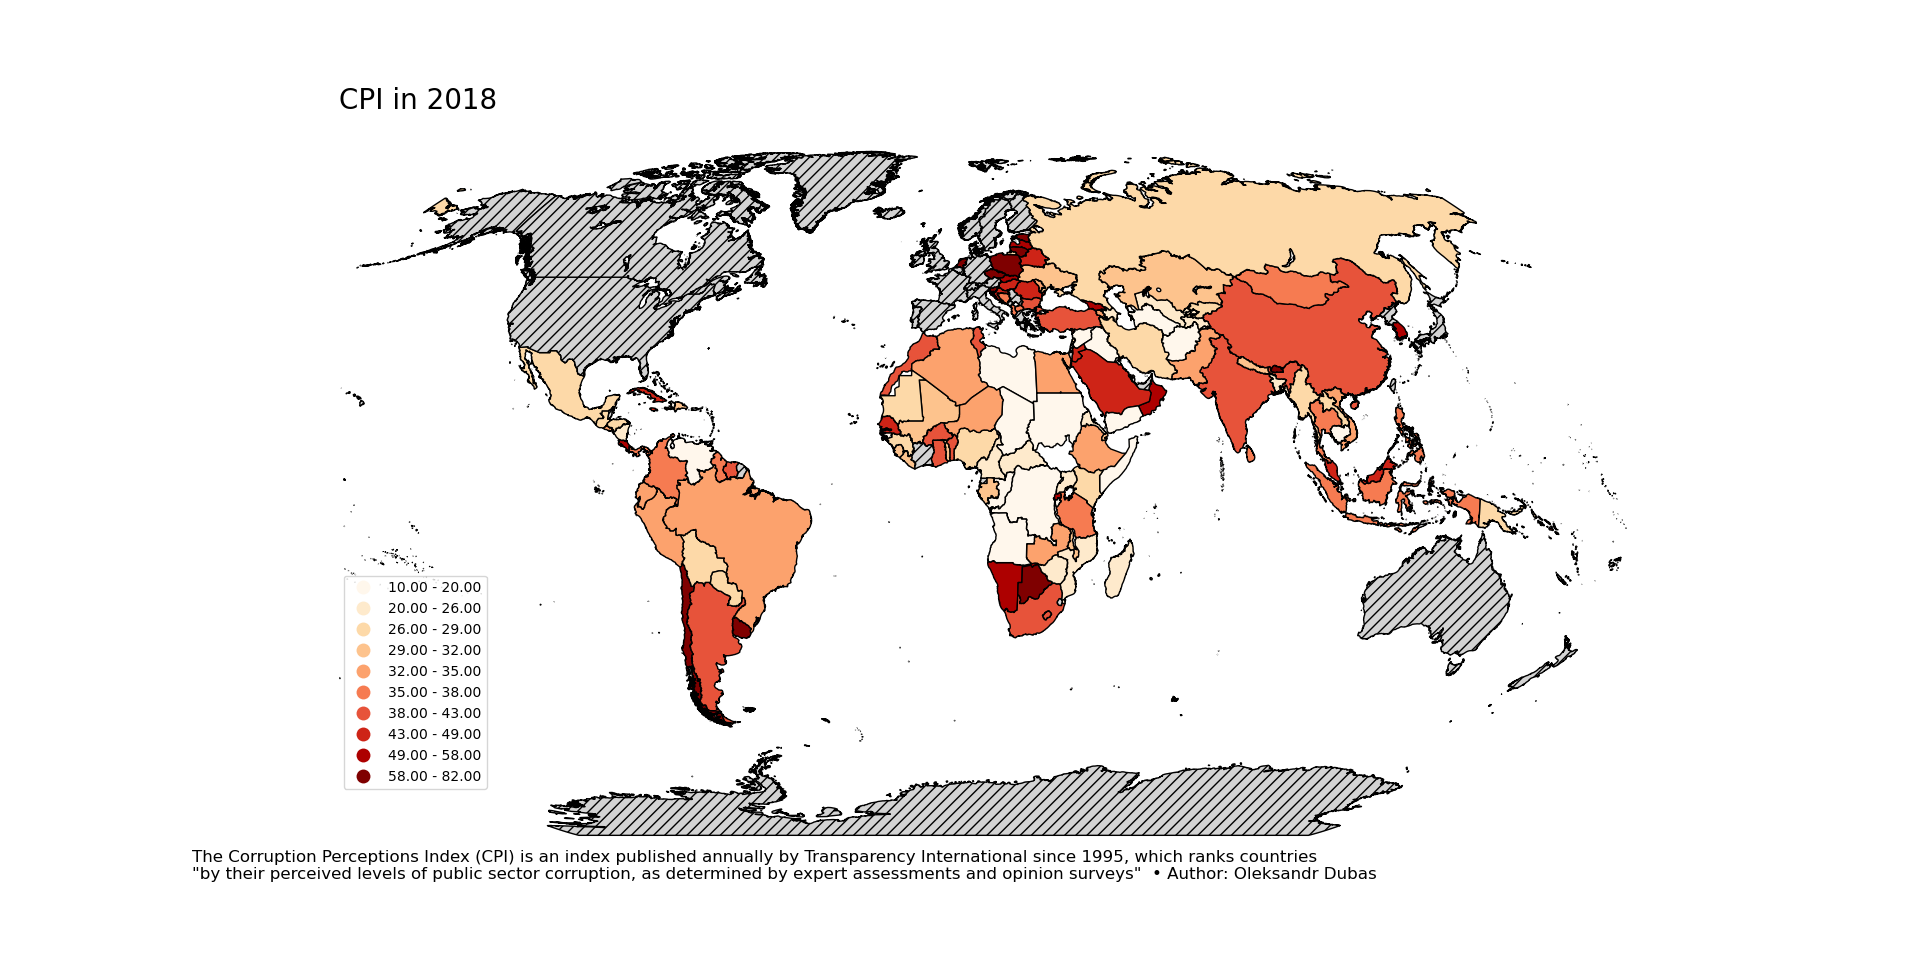 CPI in 2018
10.00 - 20.00
20.00 - 26.00
26.00 - 29.00
29.00 - 32.00
32.00 - 35.00
35.00 - 38.00
38.00 - 43.00
43.00 - 49.00
49.00 - 58.00
58.00 - 82.00
The Corruption Perceptions Index (CPI) is an index published annually by Transparency International since 1995, which ranks countries
"by their perceived levels of public sector corruption, as determined by expert assessments and opinion surveys"  • Author: Oleksandr Dubas